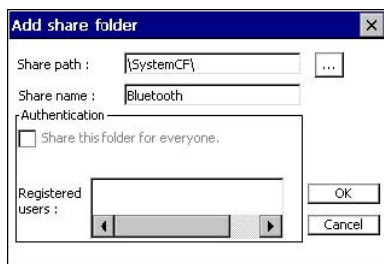 Add share folder
Share path :
\SystemCF\
...
Share name :
Bluetooth
Authentication
Share this folder for everyone.
Registered
users :
OK
Cancel